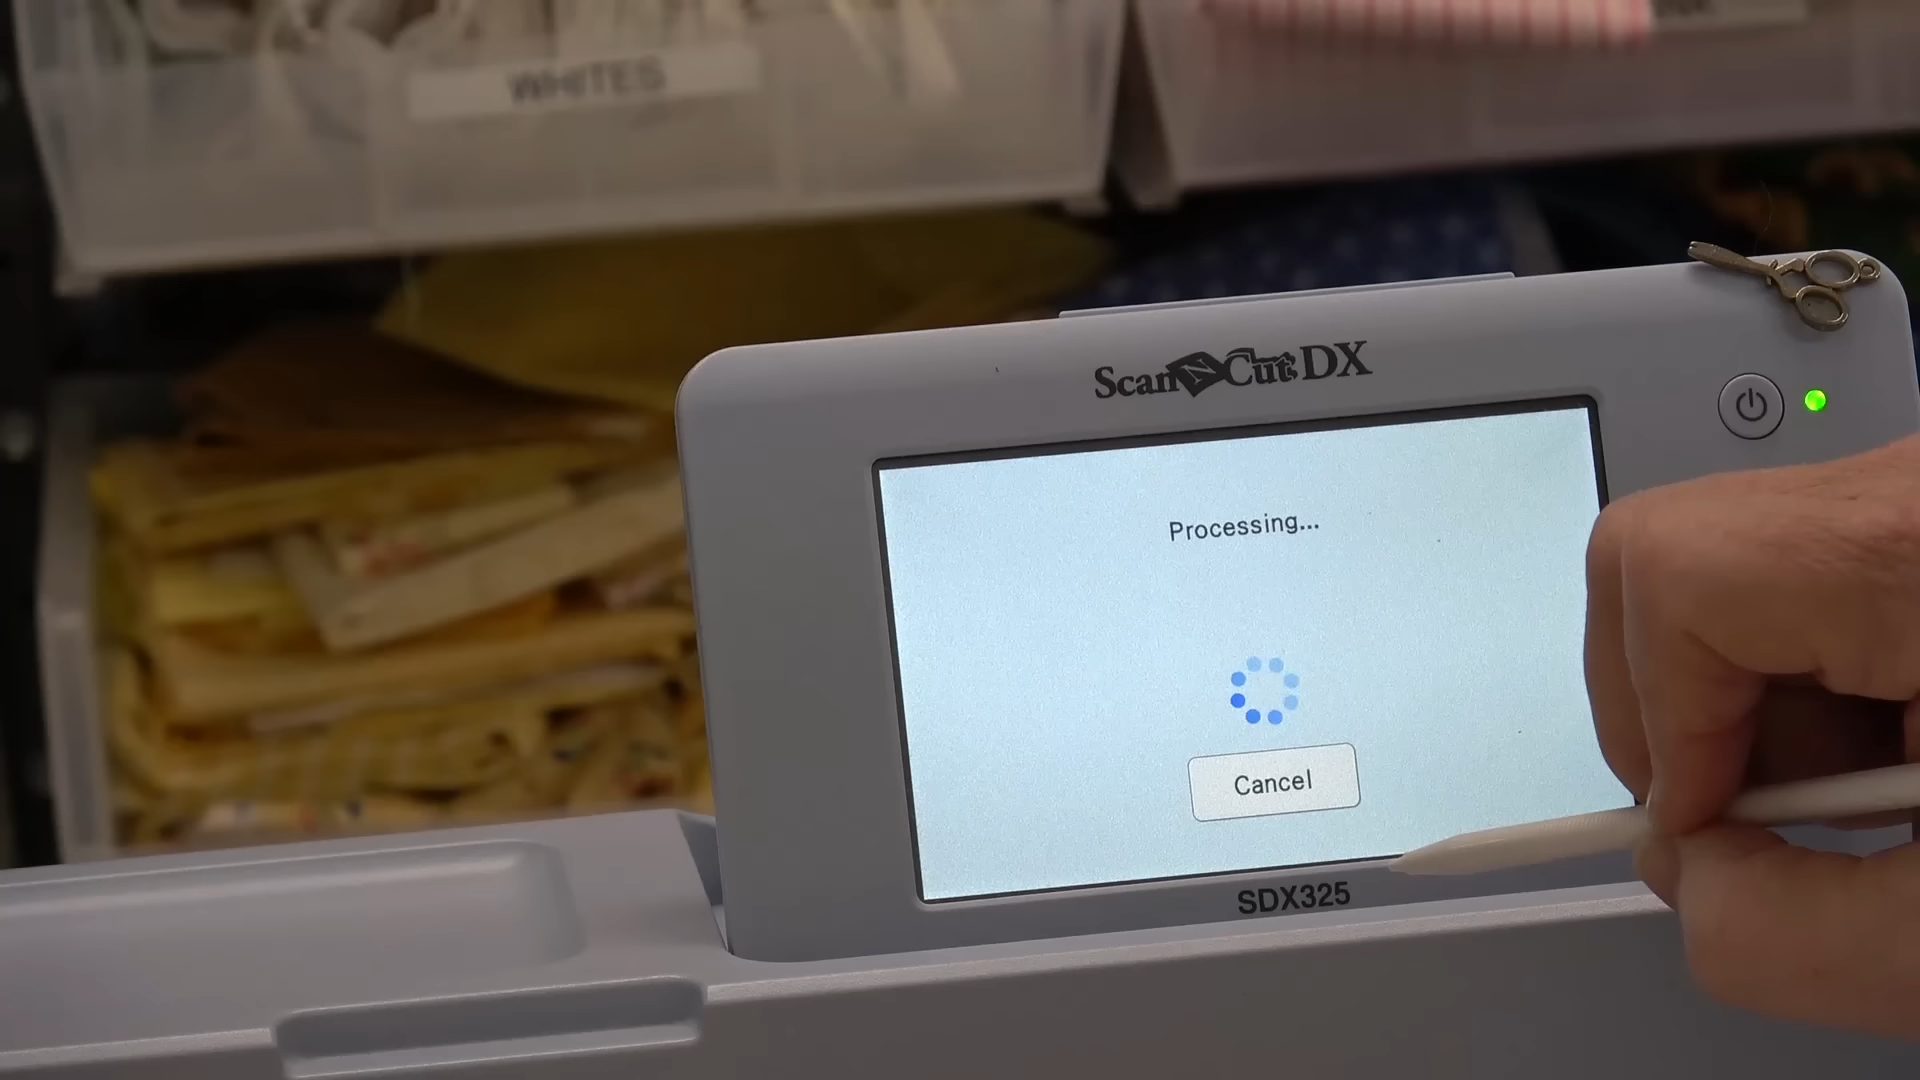 WHITES
ScanNCut DX
Processing...
Cancel
SDX325